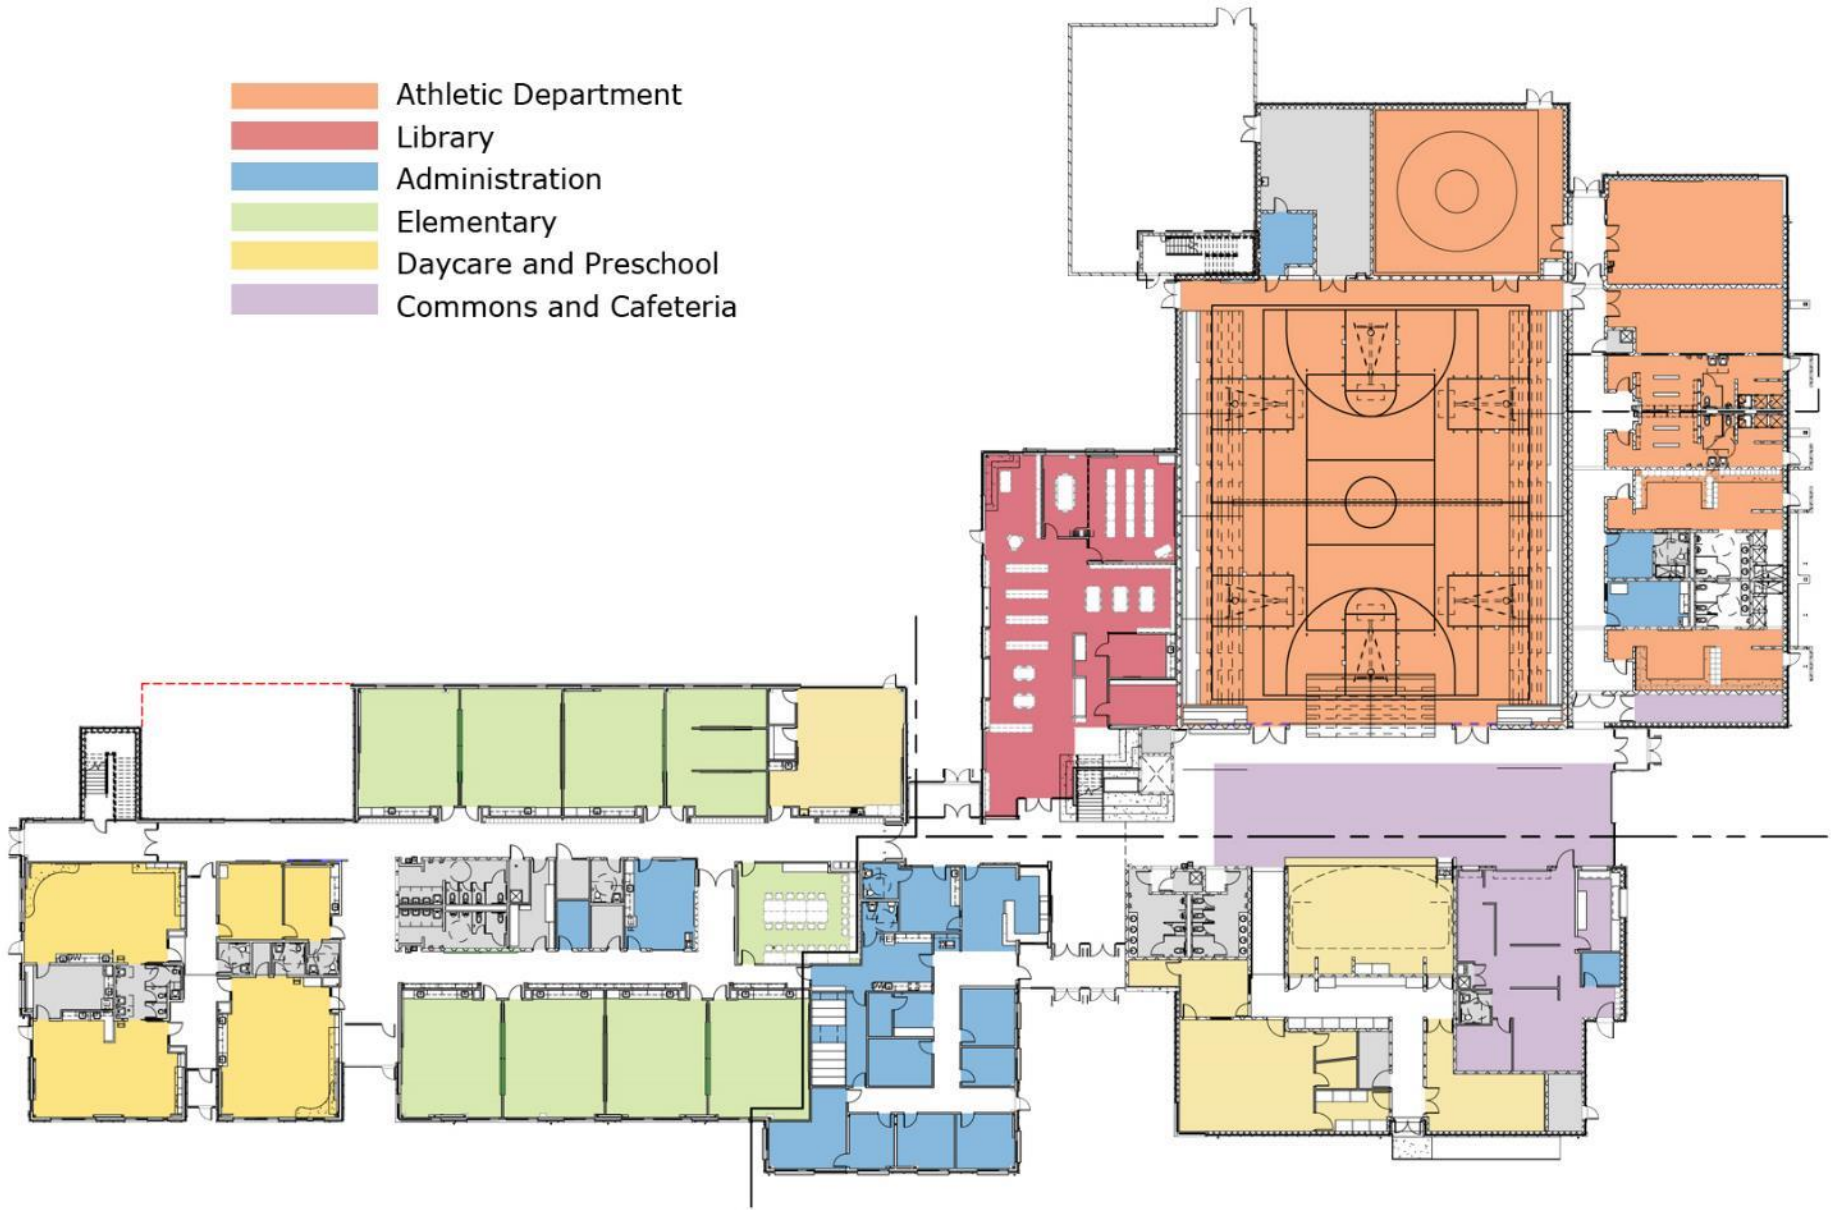 Athletic Department
Library
Administration
Elementary
Daycare and Preschool
Commons and Cafeteria